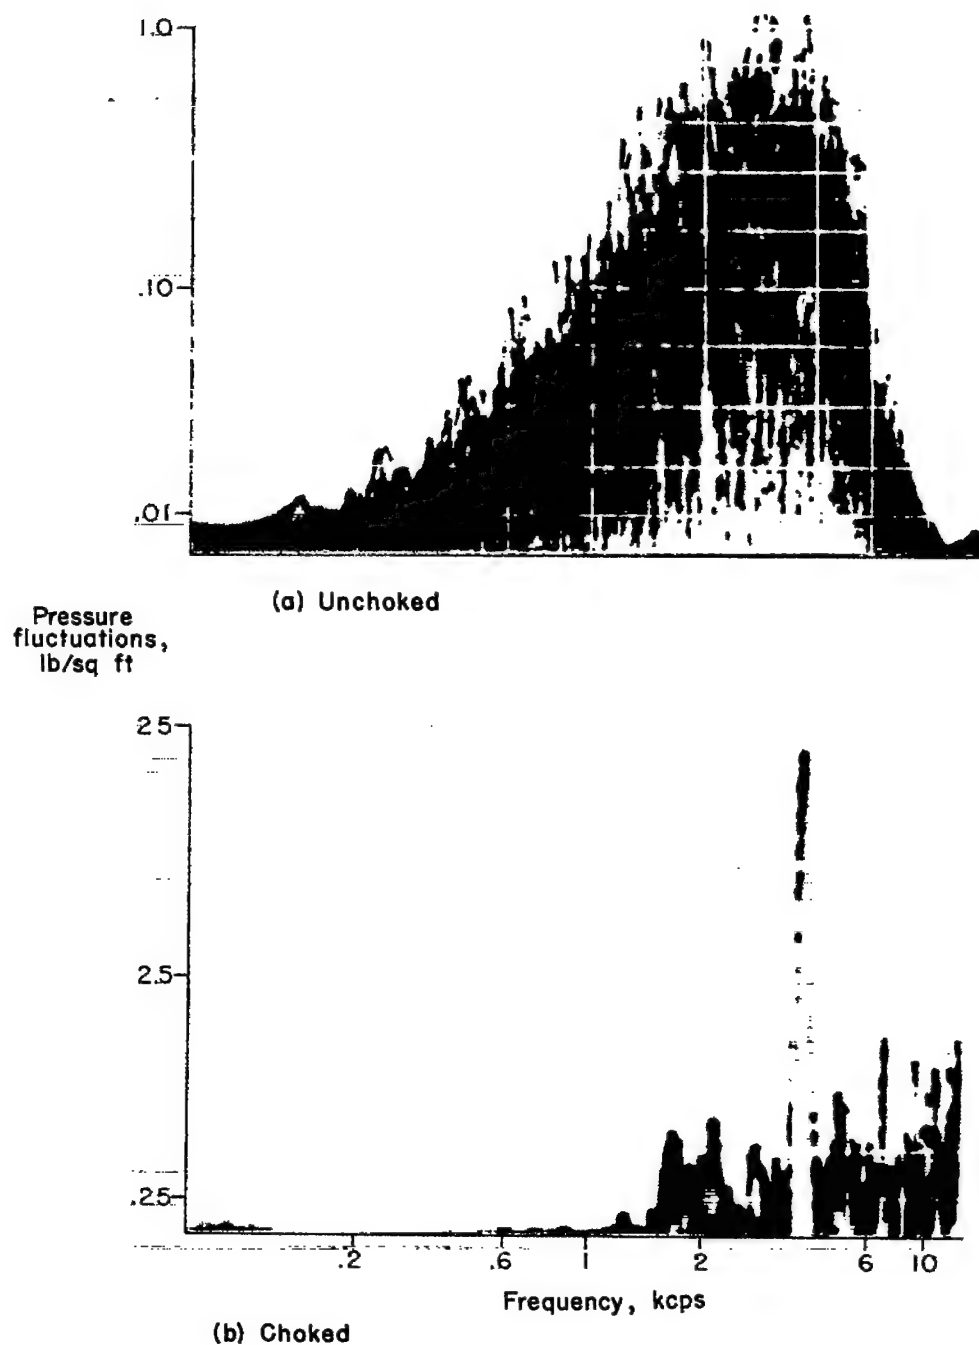 1.0
.10
.01
(a) Unchoked
Pressure
fluctuations,
lb/sq ft
25
2.5
.25
.2 .6 1 2 6 10
Frequency, kcps
(b) Choked